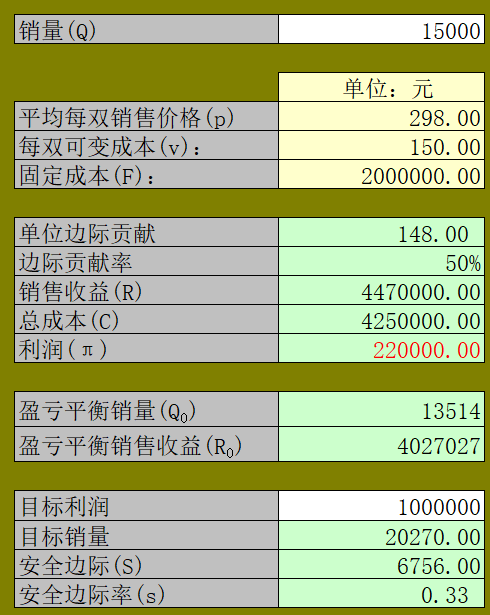 销量(Q) 15000
单位：元
平均每双销售价格(p) 298.00
每双可变成本(v)： 150.00
固定成本(F)： 2000000.00
单位边际贡献 148.00
边际贡献率 50%
销售收益(R) 4470000.00
总成本(C) 4250000.00
利润(π) 220000.00
盈亏平衡销量(Q₀) 13514
盈亏平衡销售收益(R₀) 4027027
目标利润 1000000
目标销量 20270.00
安全边际(S) 6756.00
安全边际率(s) 0.33